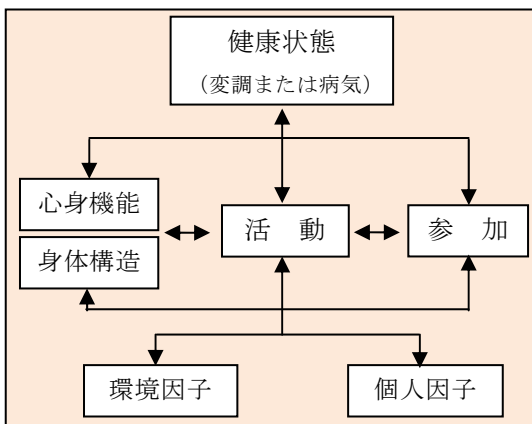 健康状態
(変調または病気)
心身機能
活　動
参　加
身体構造
環境因子
個人因子